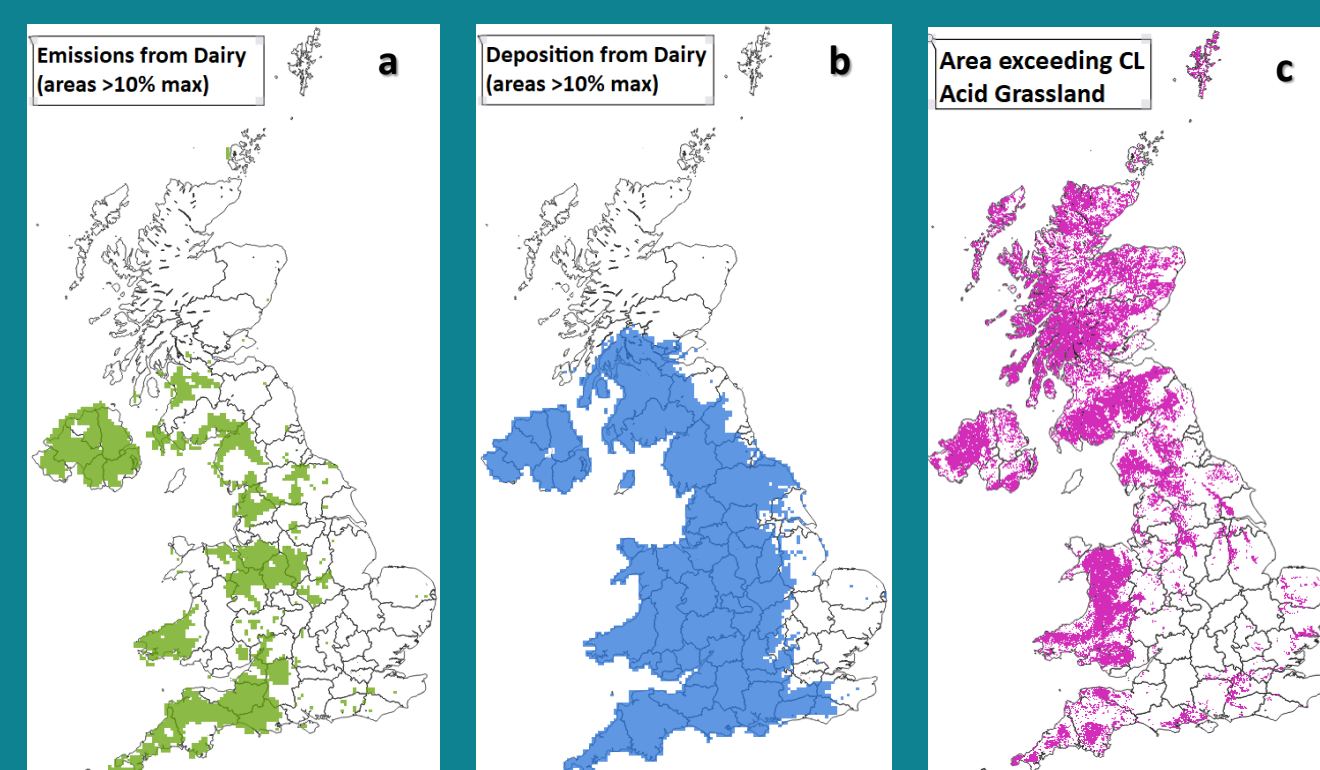 Emissions from Dairy
(areas >10% max)
a
Deposition from Dairy
(areas >10% max)
b
Area exceeding CL
Acid Grassland
c